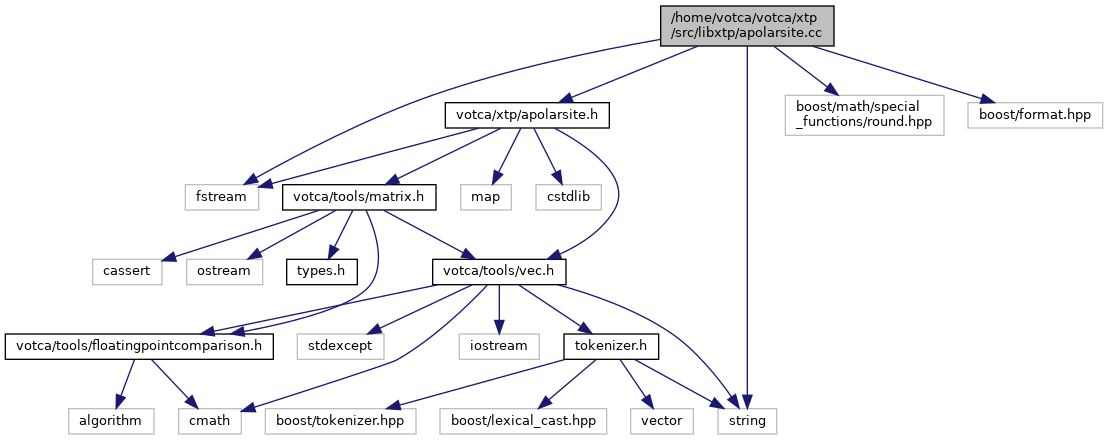 /home/votca/votca/xtp
/src/libxtp/apolarsite.cc
votca/xtp/apolarsite.h
boost/math/special
_functions/round.hpp
boost/format.hpp
fstream
votca/tools/matrix.h
map
cstdlib
cassert
ostream
types.h
votca/tools/vec.h
votca/tools/floatingpointcomparison.h
stdexcept
iostream
tokenizer.h
algorithm
cmath
boost/tokenizer.hpp
boost/lexical_cast.hpp
vector
string